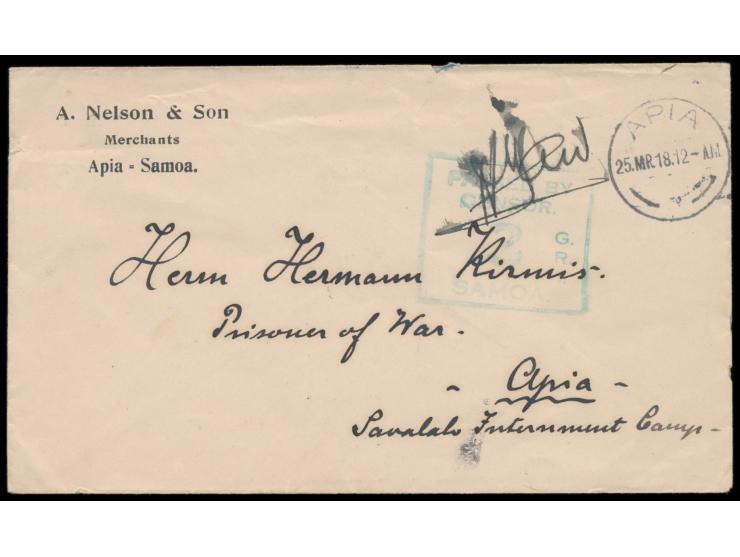 A. Nelson & Son
Merchants
Apia - Samoa.
APIA
25.MR.18.12-AM
PASSED BY
CENSOR.
2
G.
R.
SAMOA.
Herrn Hermann Kirmis.
Prisoner of War.
- Apia -
Savalalo Internment Camp -